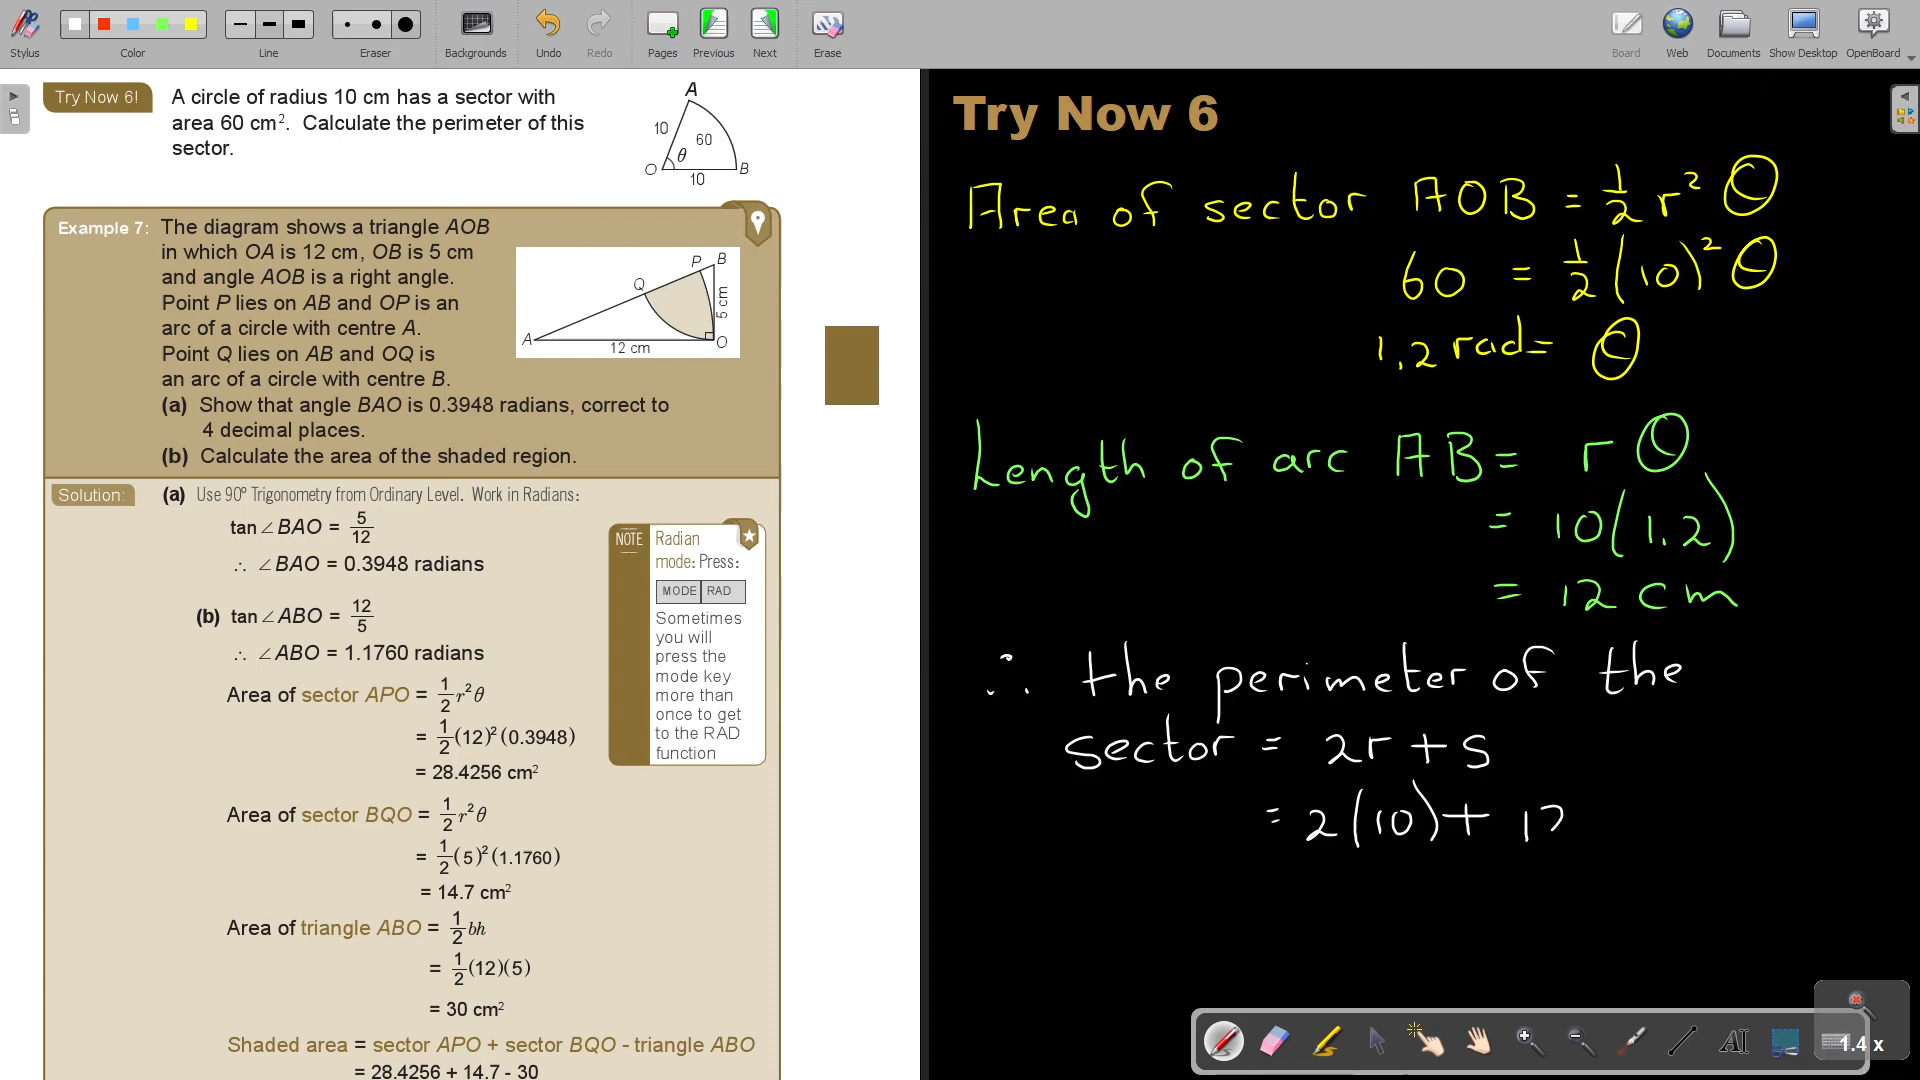 Stylus
Color
Line
Eraser
Backgrounds
Undo
Redo
Pages
Previous
Next
Erase
Board
Web
Documents
Show Desktop
OpenBoard
Try Now 6!
A circle of radius 10 cm has a sector with
area 60 cm². Calculate the perimeter of this
sector.
A
10
60
θ
O
B
10
Example 7:
The diagram shows a triangle AOB
in which OA is 12 cm, OB is 5 cm
and angle AOB is a right angle.
Point P lies on AB and OP is an
arc of a circle with centre A.
Point Q lies on AB and OQ is
an arc of a circle with centre B.
(a) Show that angle BAO is 0.3948 radians, correct to
4 decimal places.
(b) Calculate the area of the shaded region.
P
B
Q
5 cm
A
O
12 cm
Solution:
(a) Use 90° Trigonometry from Ordinary Level. Work in Radians:
tan∠BAO = 5/12
∴ ∠BAO = 0.3948 radians
(b) tan∠ABO = 12/5
∴ ∠ABO = 1.1760 radians
Area of sector APO = 1/2 r²θ
= 1/2(12)²(0.3948)
= 28.4256 cm²
Area of sector BQO = 1/2 r²θ
= 1/2(5)²(1.1760)
= 14.7 cm²
Area of triangle ABO = 1/2 bh
= 1/2(12)(5)
= 30 cm²
Shaded area = sector APO + sector BQO - triangle ABO
= 28.4256 + 14.7 - 30
NOTE
Radian
mode: Press:
MODE RAD
Sometimes
you will
press the
mode key
more than
once to get
to the RAD
function
Try Now 6
Area of sector AOB = 1/2 r² θ
60 = 1/2 (10)² θ
1.2 rad = θ
Length of arc AB = r θ
= 10(1.2)
= 12 cm
∴ the perimeter of the
sector = 2r + s
= 2(10) + 12
AI
1.4 x